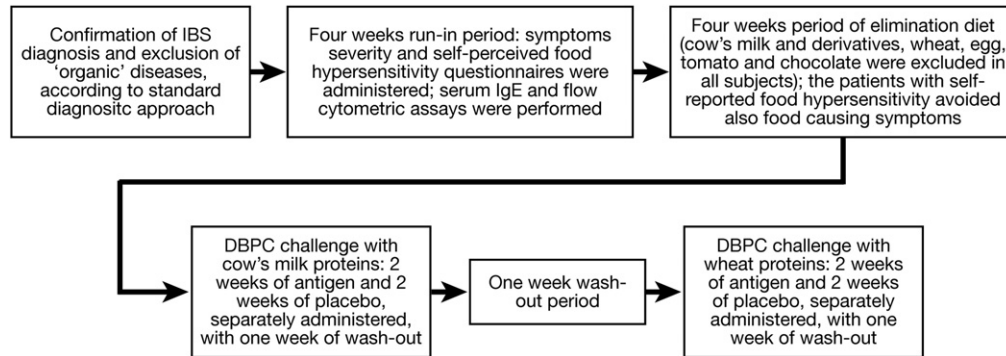 Confirmation of IBS
diagnosis and exclusion of
‘organic’ diseases,
according to standard
diagnositc approach
Four weeks run-in period: symptoms
severity and self-perceived food
hypersensitivity questionnaires were
administered; serum IgE and flow
cytometric assays were performed
Four weeks period of elimination diet
(cow’s milk and derivatives, wheat, egg,
tomato and chocolate were excluded in
all subjects); the patients with self-
reported food hypersensitivity avoided
also food causing symptoms
DBPC challenge with
cow’s milk proteins: 2
weeks of antigen and 2
weeks of placebo,
separately administered,
with one week of wash-out
One week wash-
out period
DBPC challenge with
wheat proteins: 2 weeks
of antigen and 2 weeks
of placebo, separately
administered, with one
week of wash-out